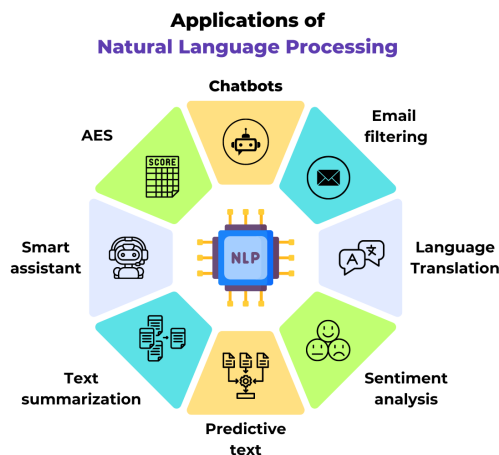 Applications of
Natural Language Processing
Chatbots
Email
filtering
AES
SCORE
Smart
assistant
NLP
A 文
Language
Translation
Text
summarization
Predictive
text
Sentiment
analysis